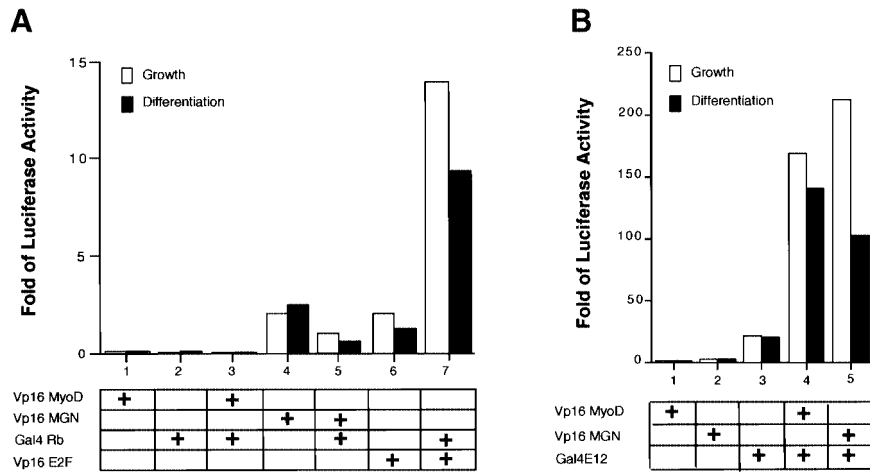 A
Fold of Luciferase Activity
15
10
5
0
Growth
Differentiation
1 2 3 4 5 6 7
Vp16 MyoD + +
Vp16 MGN + +
Gal4 Rb + + + +
Vp16 E2F + +
B
Fold of Luciferase Activity
250
200
150
100
50
0
Growth
Differentiation
1 2 3 4 5
Vp16 MyoD + +
Vp16 MGN + +
Gal4E12 + + +